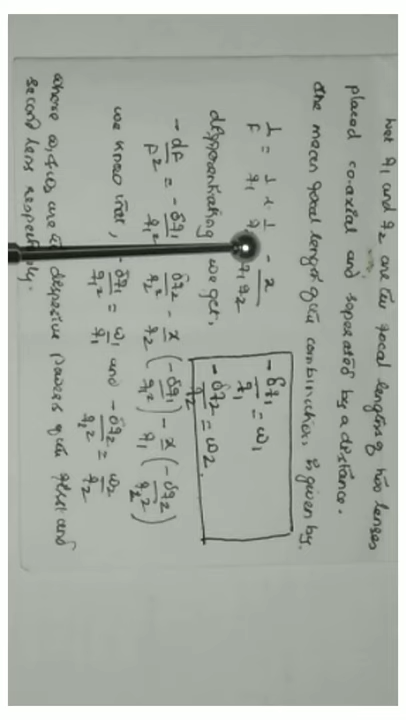 Let f1 and f2 are the focal lengths of two lenses
placed co-axial and seperated by a distance.
The mean focal length of the combination is given by.
1/F = 1/f1 + 1/f2 - x/f1f2
differentiating we get,
-dF/F² = -δf1/f1² - δf2/f2² - x/f2 (-δf1/f1²) - x/f1 (-δf2/f2²)
-δf1/f1 = ω1
-δf2/f2 = ω2.
we know that, -δf1/f1² = ω1/f1 and -δf2/f2² = ω2/f2
where ω1, ω2 are the dispersive powers of the first and
second lens respectively.